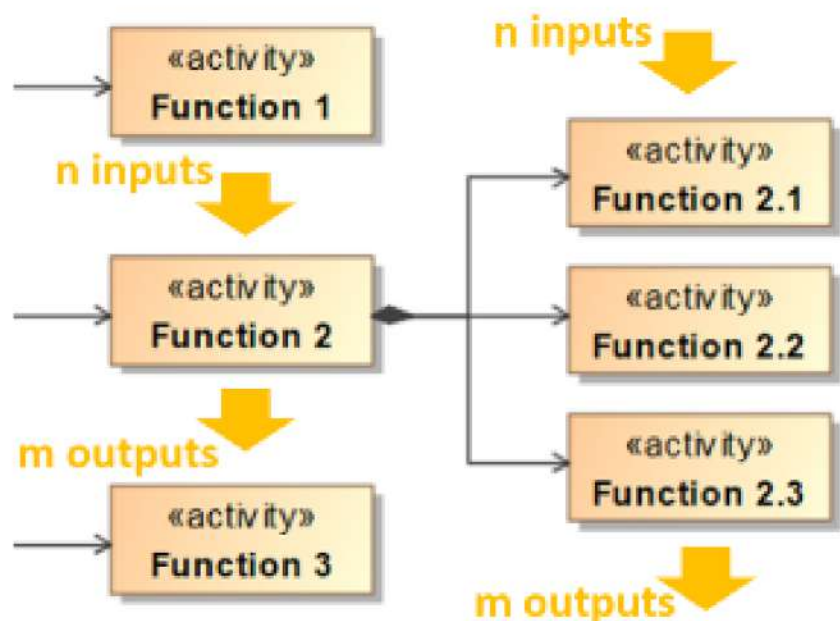 «activity»
Function 1
n inputs
«activity»
Function 2
m outputs
«activity»
Function 3
n inputs
«activity»
Function 2.1
«activity»
Function 2.2
«activity»
Function 2.3
m outputs